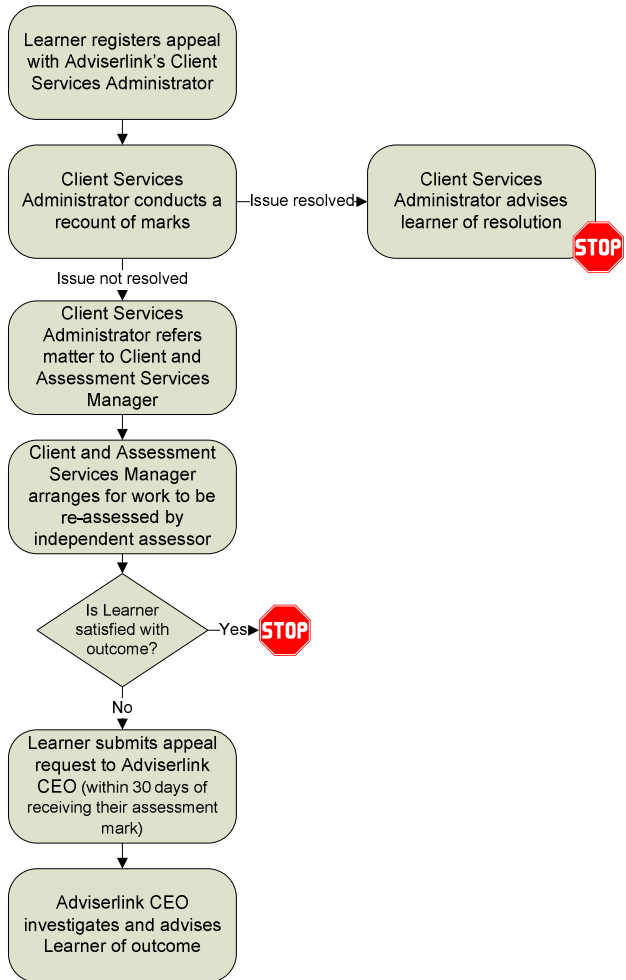 Learner registers appeal
with Adviserlink's Client
Services Administrator
Client Services
Administrator conducts a
recount of marks
Issue resolved
Client Services
Administrator advises
learner of resolution
STOP
Issue not resolved
Client Services
Administrator refers
matter to Client and
Assessment Services
Manager
Client and Assessment
Services Manager
arranges for work to be
re-assessed by
independent assessor
Is Learner
satisfied with
outcome?
Yes
STOP
No
Learner submits appeal
request to Adviserlink
CEO (within 30 days of
receiving their assessment
mark)
Adviserlink CEO
investigates and advises
Learner of outcome